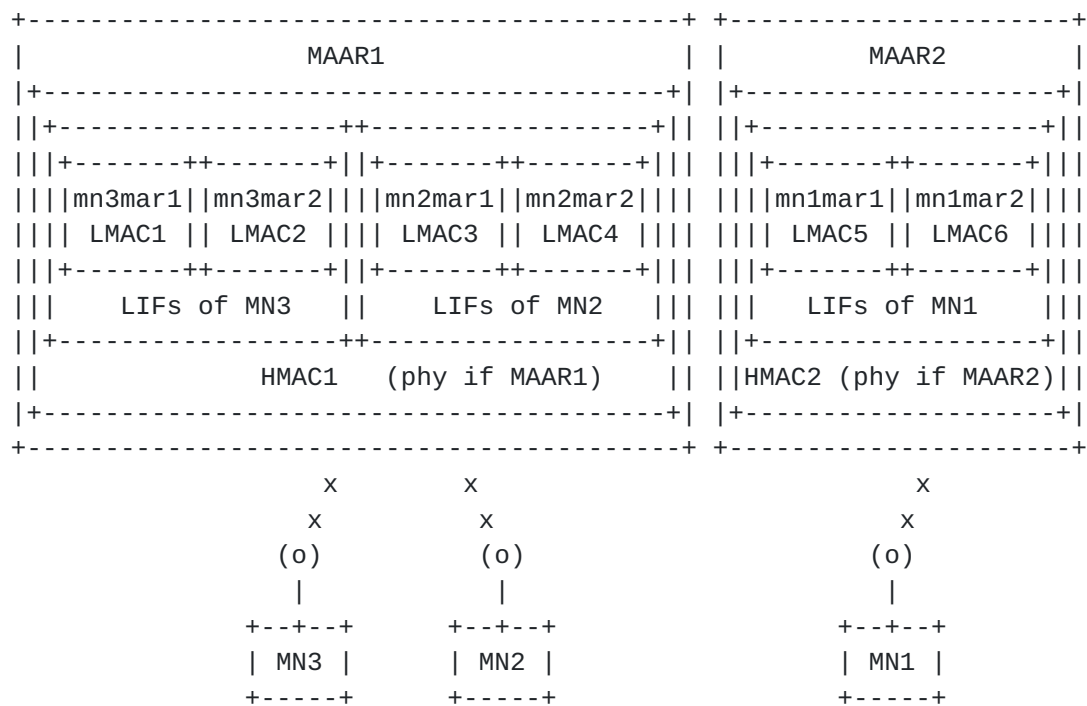 +-------------------------------------------+ +-----------------------+
|                   MAAR1                   | |         MAAR2         |
|+-----------------------------------------+| |+---------------------+|
||+------------------++------------------+|| ||+------------------+||
|||+-------++-------+||+-------++-------+||| |||+-------++-------+|||
||||mn3mar1||mn3mar2||||mn2mar1||mn2mar2|||| ||||mn1mar1||mn1mar2||||
|||| LMAC1 || LMAC2 |||| LMAC3 || LMAC4 |||| |||| LMAC5 || LMAC6 ||||
|||+-------++-------+||+-------++-------+||| |||+-------++-------+|||
|||    LIFs of MN3   ||    LIFs of MN2   ||| |||    LIFs of MN1   |||
||+------------------++------------------+|| ||+------------------+||
||              HMAC1   (phy if MAAR1)    || ||HMAC2 (phy if MAAR2)||
|+-----------------------------------------+| |+---------------------+|
+-------------------------------------------+ +-----------------------+
                    x        x                            x
                   x          x                          x
                 (o)          (o)                      (o)
                  |            |                        |
               +--+--+      +--+--+                  +--+--+
               | MN3 |      | MN2 |                  | MN1 |
               +-----+      +-----+                  +-----+